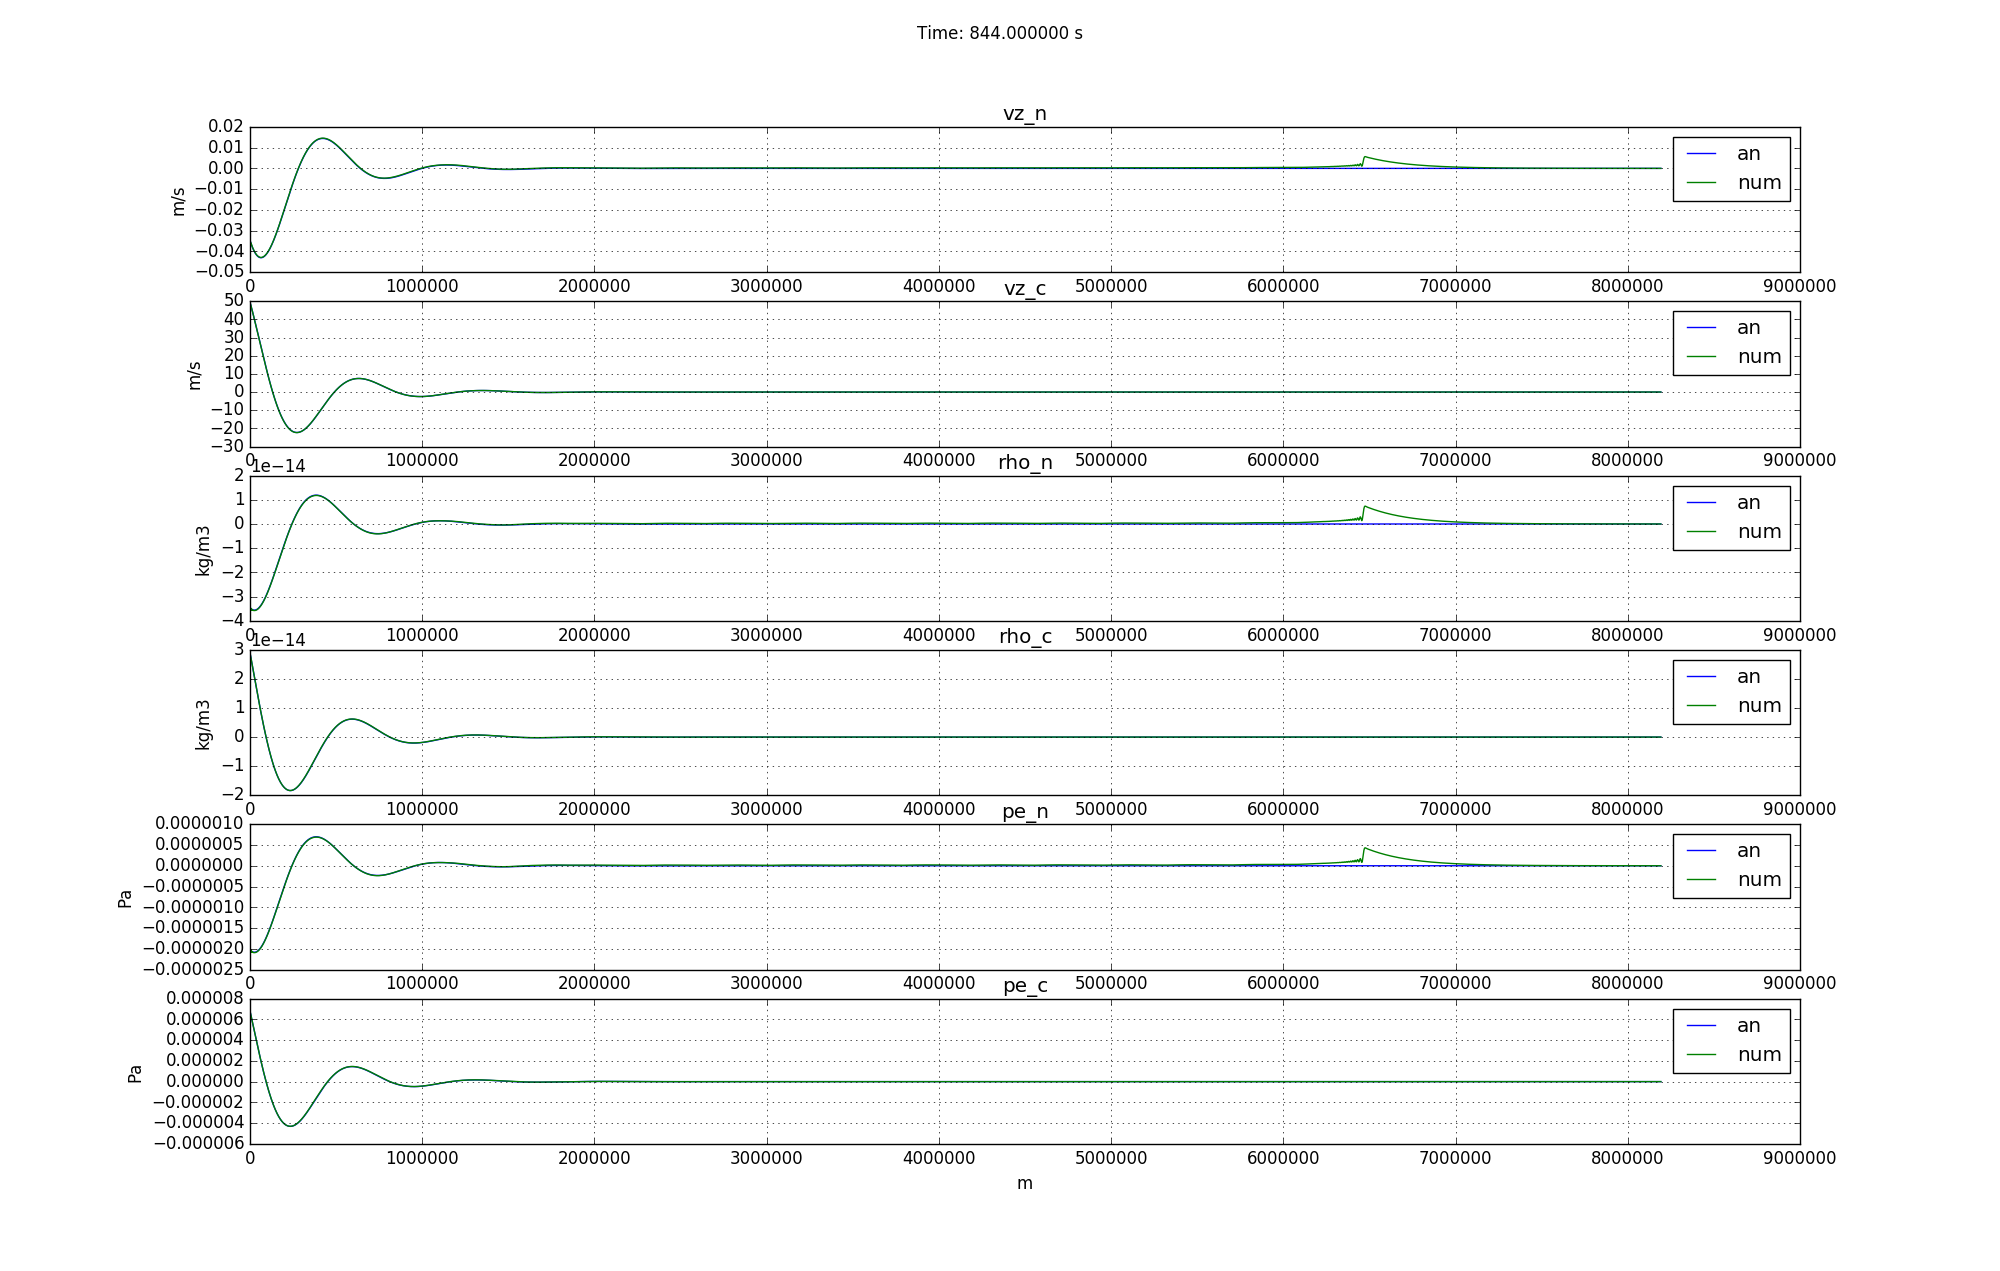 Time: 844.000000 s
vz_n
0.02
0.01
0.00
−0.01
−0.02
−0.03
−0.04
−0.05
m/s
an
num
0 1000000 2000000 3000000 4000000 5000000 6000000 7000000 8000000 9000000
vz_c
50
40
30
20
10
0
−10
−20
−30
m/s
an
num
0 1000000 2000000 3000000 4000000 5000000 6000000 7000000 8000000 9000000
1e−14
rho_n
2
1
0
−1
−2
−3
−4
kg/m3
an
num
0 1000000 2000000 3000000 4000000 5000000 6000000 7000000 8000000 9000000
1e−14
rho_c
3
2
1
0
−1
−2
kg/m3
an
num
0 1000000 2000000 3000000 4000000 5000000 6000000 7000000 8000000 9000000
pe_n
0.0000010
0.0000005
0.0000000
−0.0000005
−0.0000010
−0.0000015
−0.0000020
−0.0000025
Pa
an
num
0 1000000 2000000 3000000 4000000 5000000 6000000 7000000 8000000 9000000
pe_c
0.000008
0.000006
0.000004
0.000002
0.000000
−0.000002
−0.000004
−0.000006
Pa
an
num
0 1000000 2000000 3000000 4000000 5000000 6000000 7000000 8000000 9000000
m